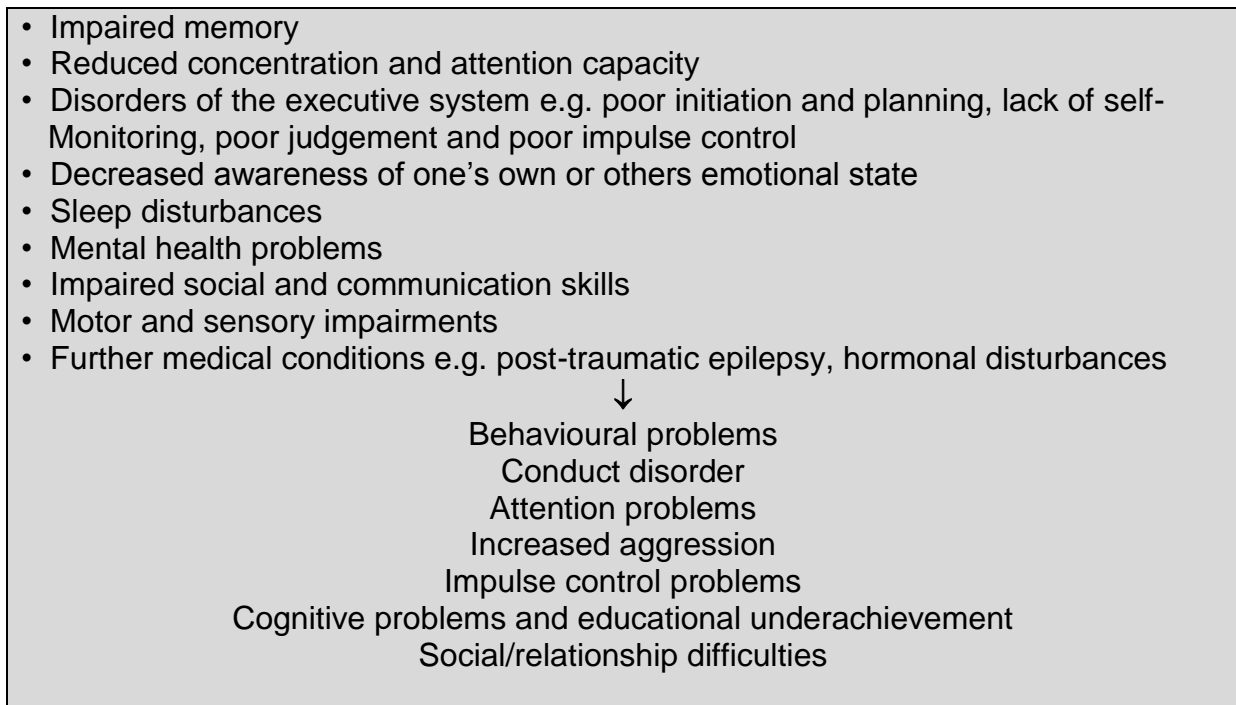 • Impaired memory
• Reduced concentration and attention capacity
• Disorders of the executive system e.g. poor initiation and planning, lack of self-
Monitoring, poor judgement and poor impulse control
• Decreased awareness of one’s own or others emotional state
• Sleep disturbances
• Mental health problems
• Impaired social and communication skills
• Motor and sensory impairments
• Further medical conditions e.g. post-traumatic epilepsy, hormonal disturbances
↓
Behavioural problems
Conduct disorder
Attention problems
Increased aggression
Impulse control problems
Cognitive problems and educational underachievement
Social/relationship difficulties